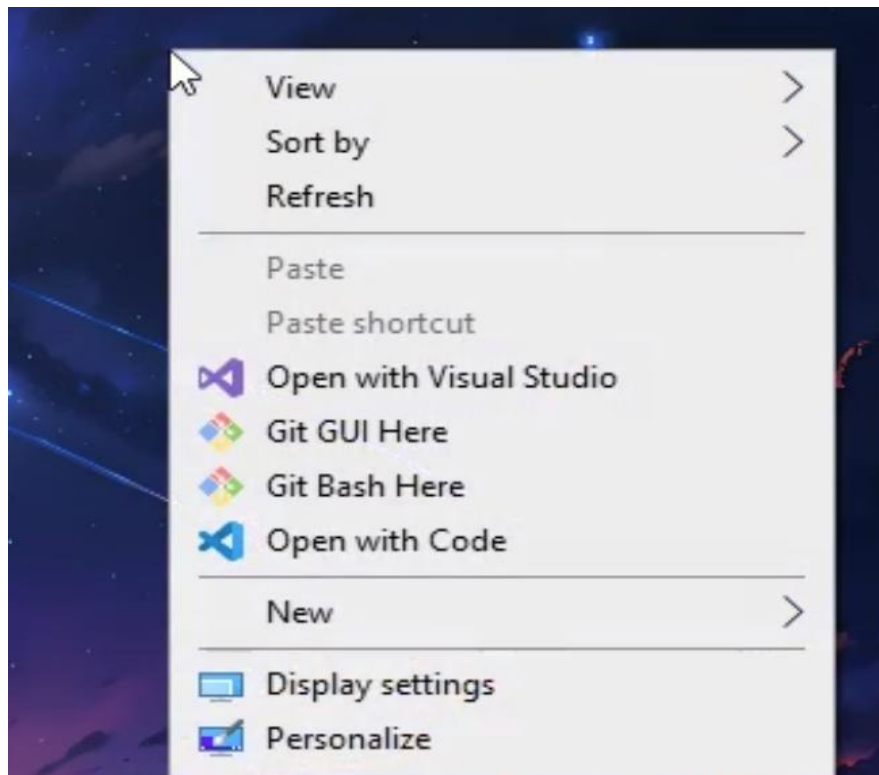 View
Sort by
Refresh
Paste
Paste shortcut
Open with Visual Studio
Git GUI Here
Git Bash Here
Open with Code
New
Display settings
Personalize